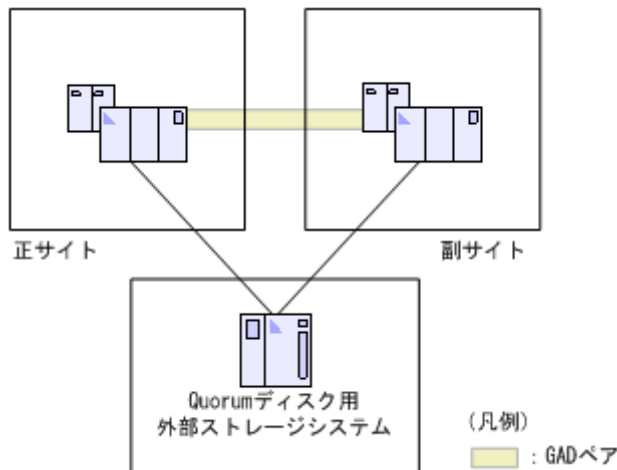 正サイト
副サイト
Quorumディスク用
外部ストレージシステム
(凡例)
：GADペア